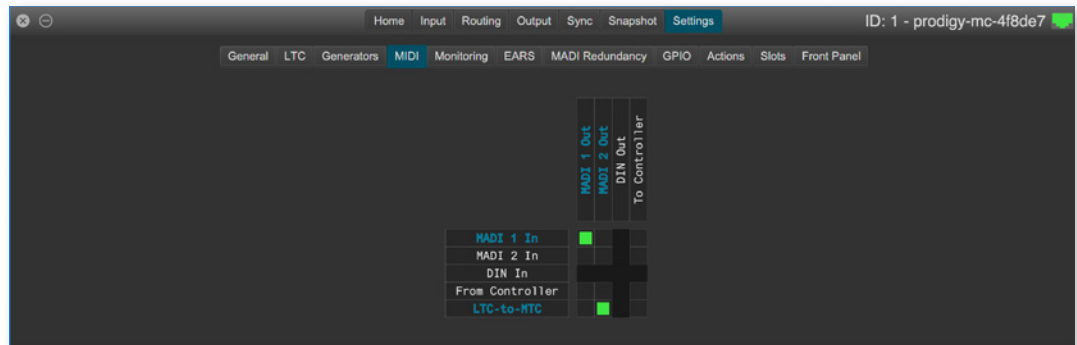 Home Input Routing Output Sync Snapshot Settings ID: 1 - prodigy-mc-4f8de7
General LTC Generators MIDI Monitoring EARS MADI Redundancy GPIO Actions Slots Front Panel
MADI 1 Out
MADI 2 Out
DIN Out
To Controller
MADI 1 In
MADI 2 In
DIN In
From Controller
LTC-to-MTC